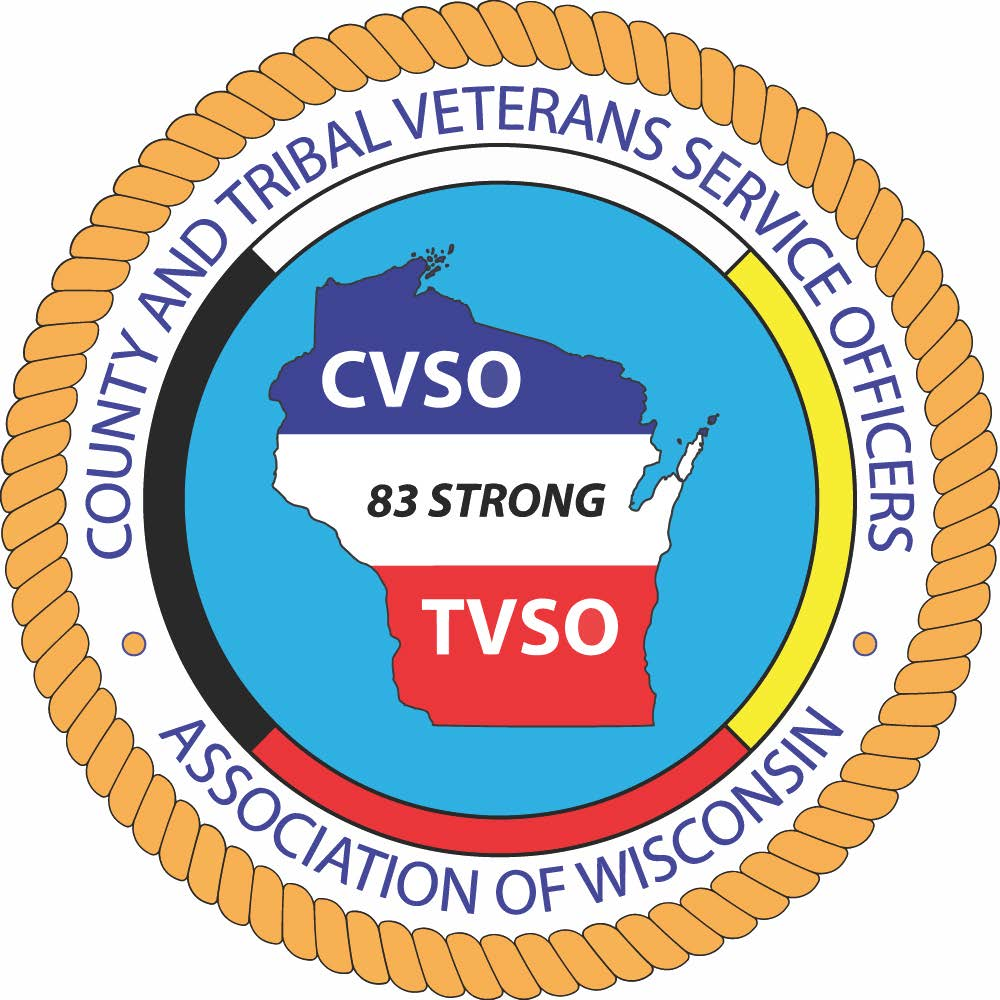 COUNTY AND TRIBAL VETERANS SERVICE OFFICERS
CVSO
83 STRONG
TVSO
ASSOCIATION OF WISCONSIN